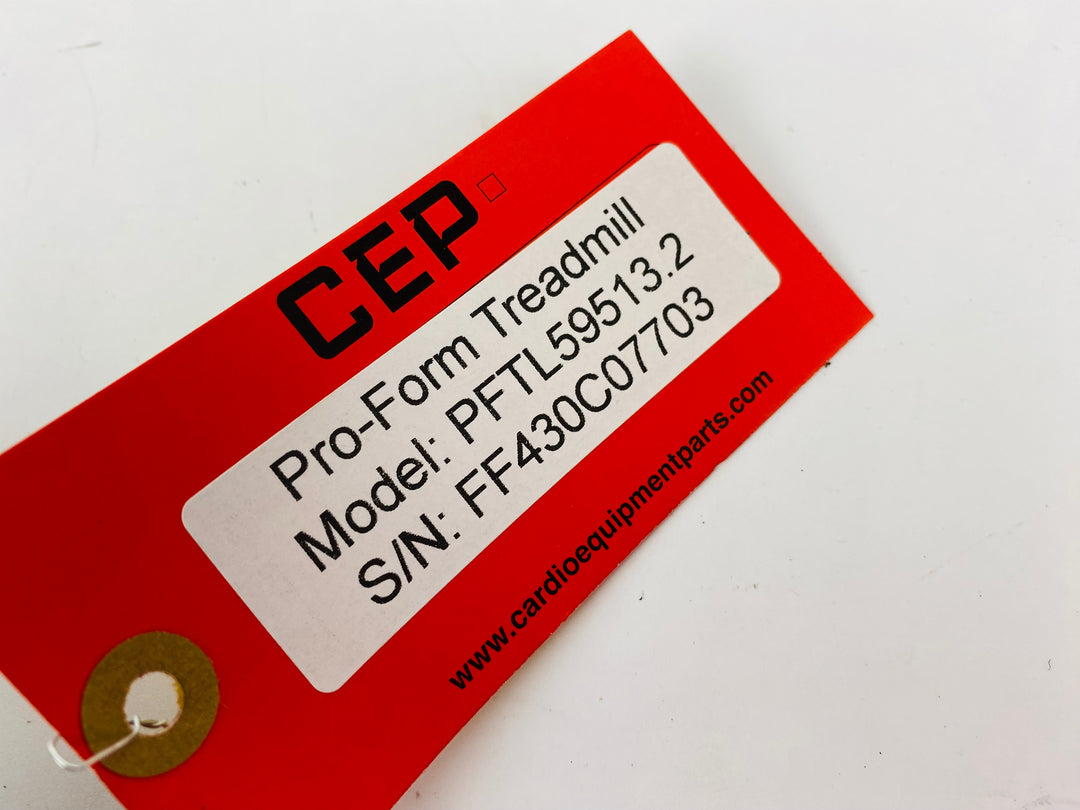 CEP
Pro-Form Treadmill
Model: PFTL59513.2
S/N: FF430C07703
www.cardioequipmentparts.com